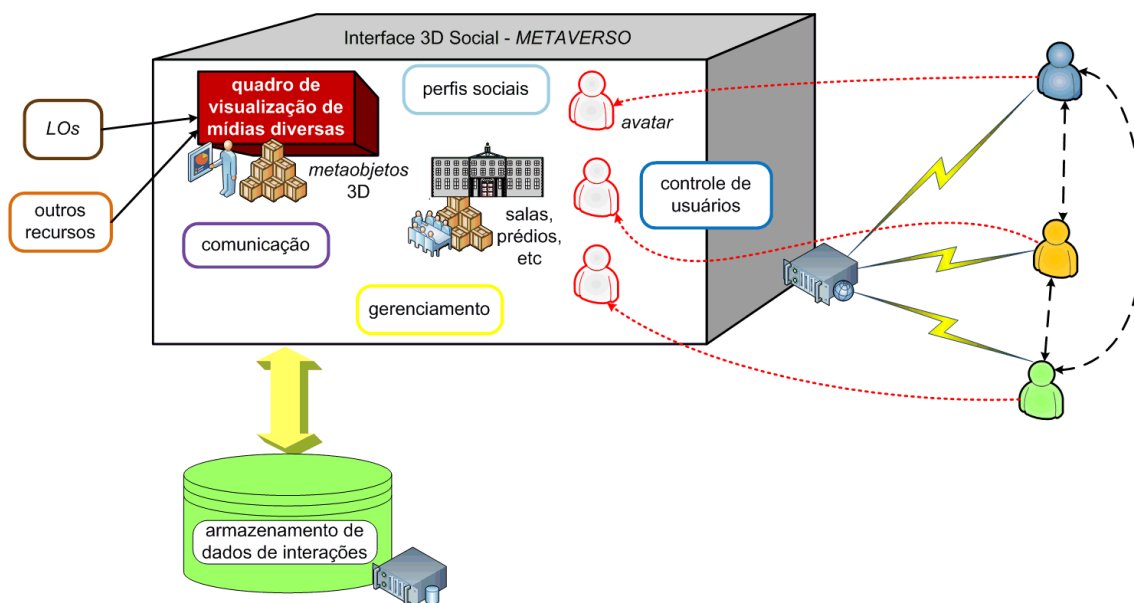 Interface 3D Social - METAVERSO
quadro de
visualização de
mídias diversas
perfis sociais
avatar
LOs
metaobjetos
3D
controle de
usuários
outros
recursos
comunicação
salas,
prédios,
etc
gerenciamento
armazenamento de
dados de interações